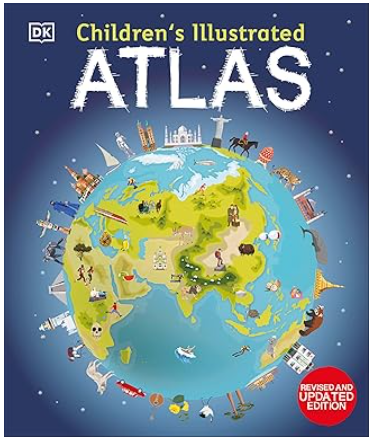 DK
Children's Illustrated
ATLAS
REVISED AND
UPDATED
EDITION